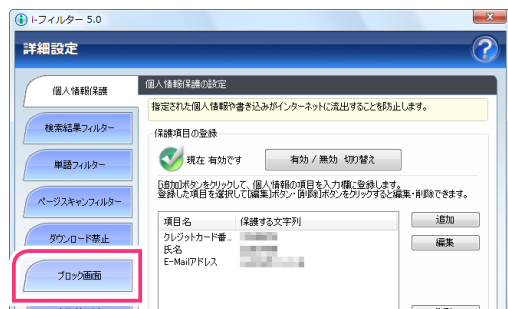 i-フィルター 5.0
詳細設定
個人情報保護
検索結果フィルター
単語フィルター
ページスキャンフィルター
ダウンロード禁止
ブロック画面
個人情報保護の設定
指定された個人情報や書き込みがインターネットに流出することを防止します。
保護項目の登録
現在 有効です
有効 / 無効 切り替え
[追加]ボタンをクリックして、個人情報の項目を入力欄に登録します。
登録した項目を選択して[編集]ボタン・[削除]ボタンをクリックすると編集・削除できます。
項目名 保護する文字列
クレジットカード番...
氏名
E-Mailアドレス
追加
編集